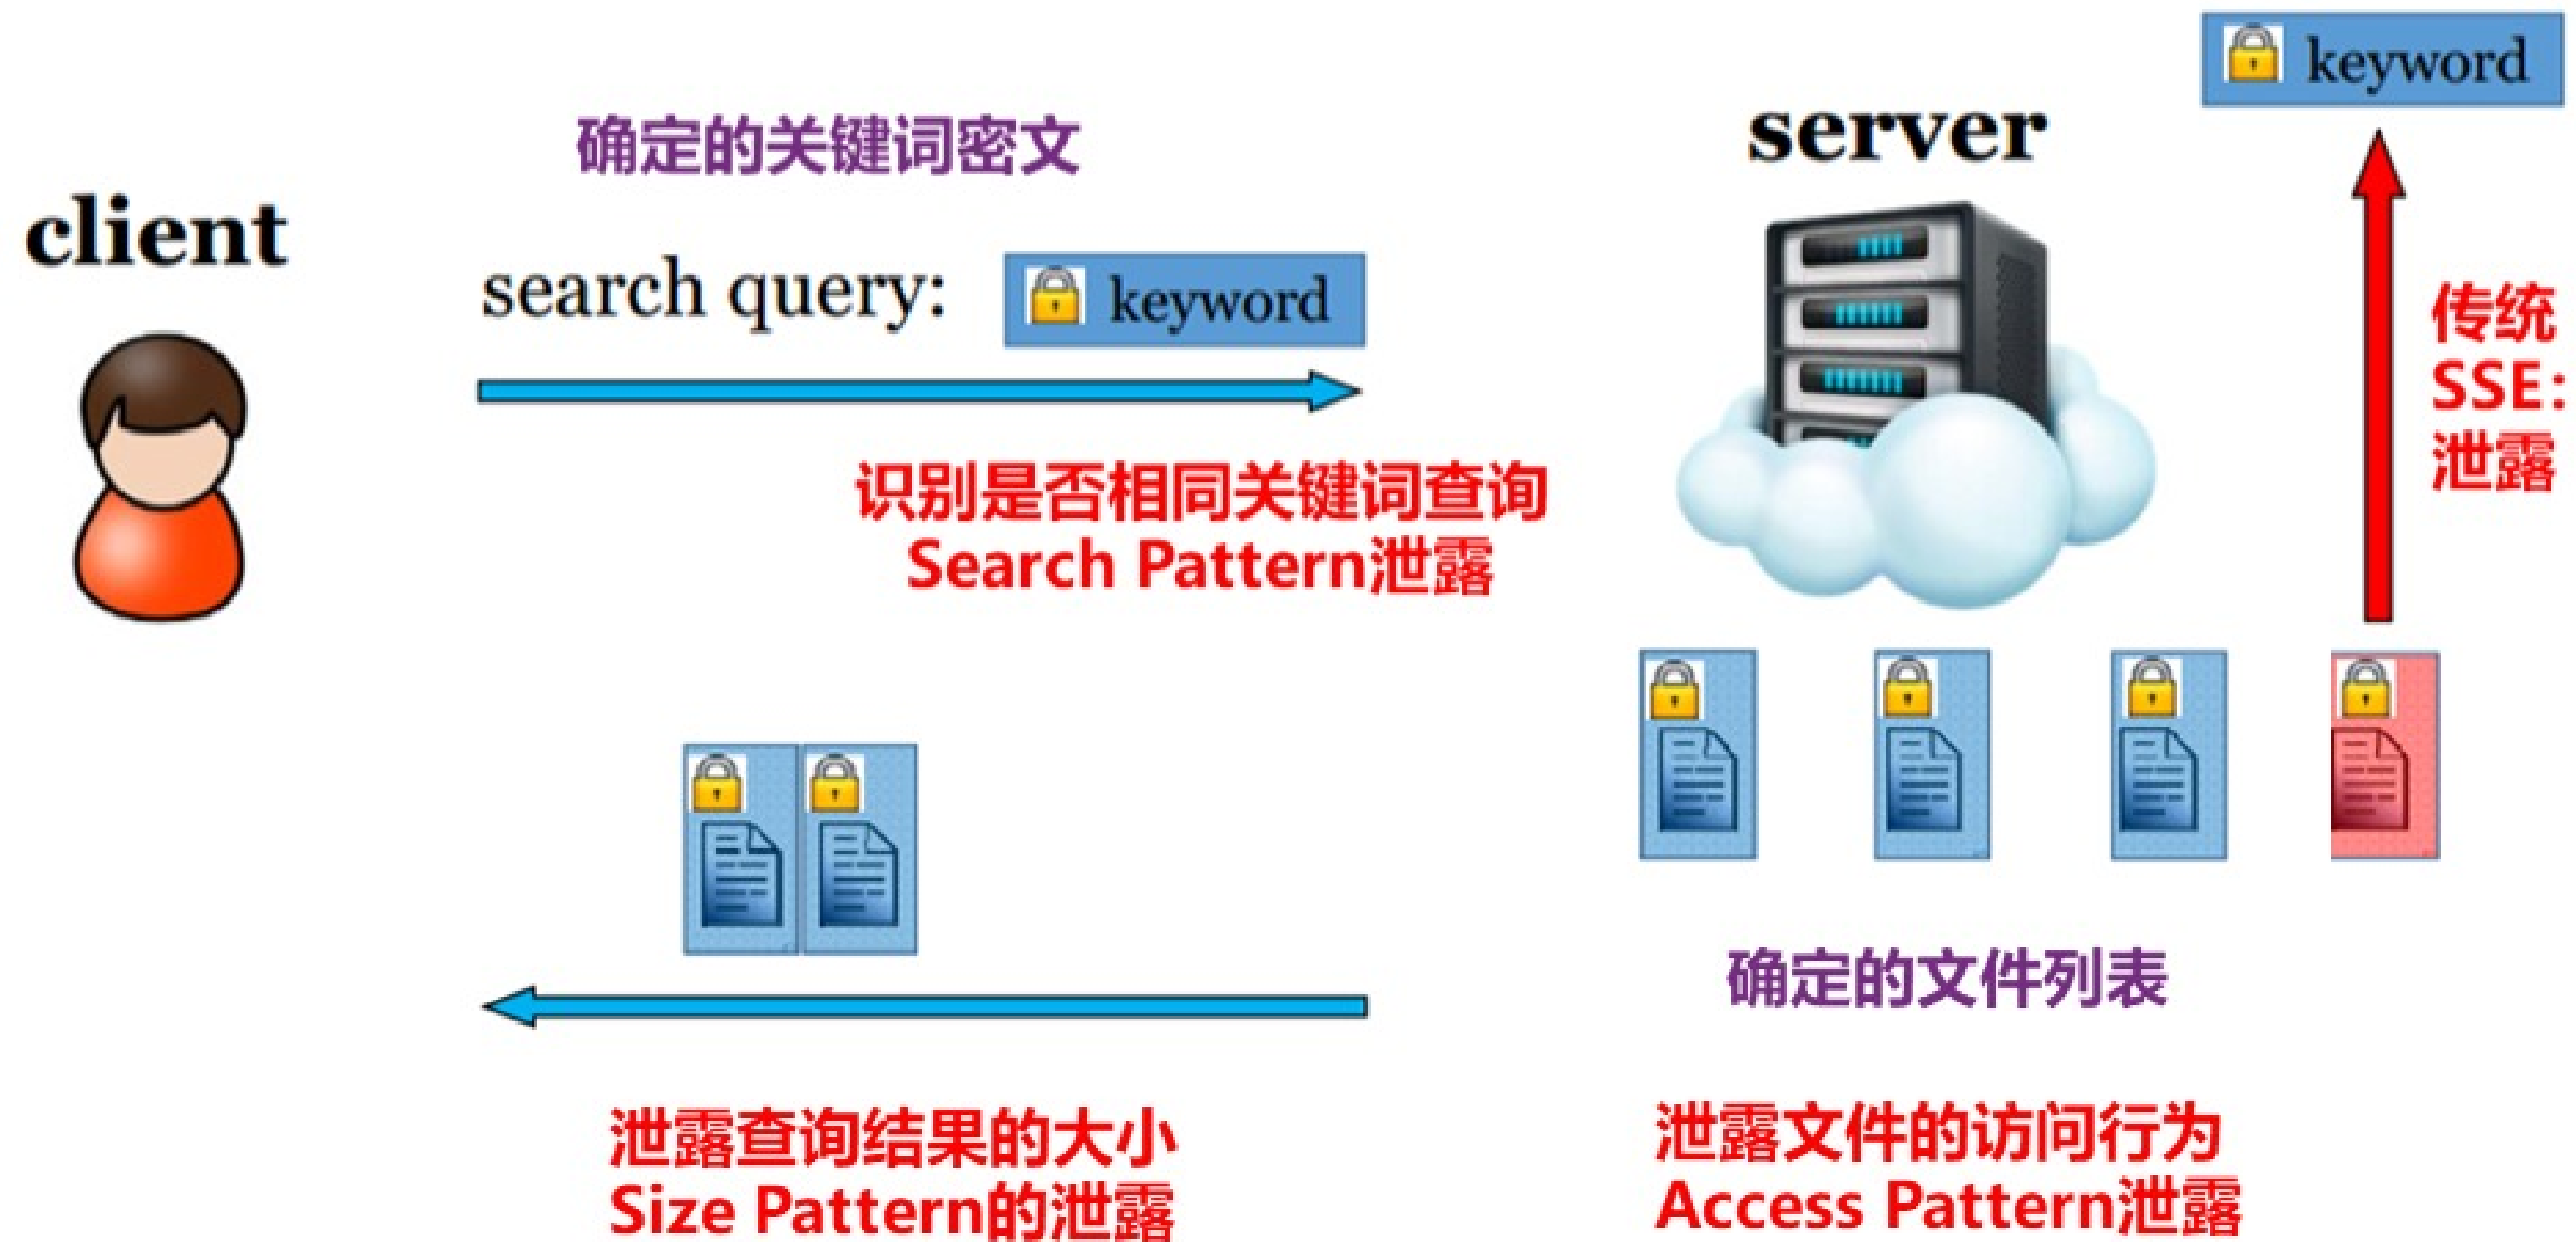 keyword
server
确定的关键词密文
client
search query:
keyword
传统
SSE:
泄露
识别是否相同关键词查询
Search Pattern泄露
确定的文件列表
泄露查询结果的大小
Size Pattern的泄露
泄露文件的访问行为
Access Pattern泄露